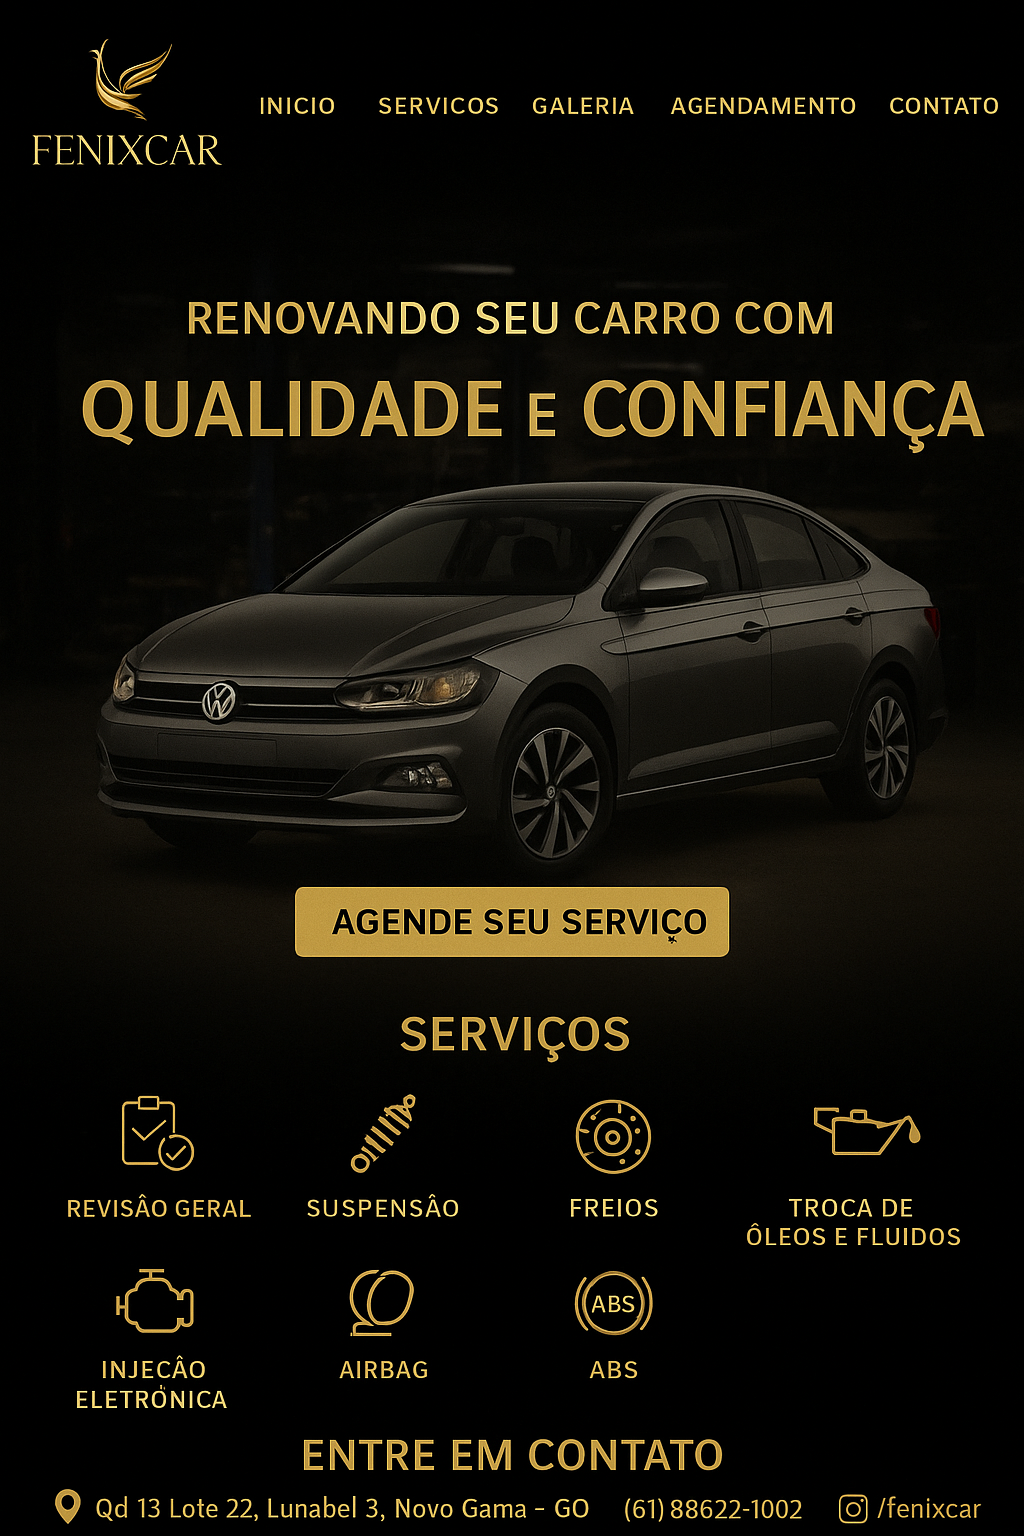 FENIXCAR
INICIO SERVICOS GALERIA AGENDAMENTO CONTATO
RENOVANDO SEU CARRO COM
QUALIDADE E CONFIANÇA
AGENDE SEU SERVIÇO
SERVIÇOS
REVISÂO GERAL
SUSPENSÂO
FREIOS
TROCA DE
ÔLEOS E FLUIDOS
INJECÂO
ELETRÔNICA
AIRBAG
ABS
ABS
ENTRE EM CONTATO
Qd 13 Lote 22, Lunabel 3, Novo Gama - GO (61) 88622-1002 /fenixcar